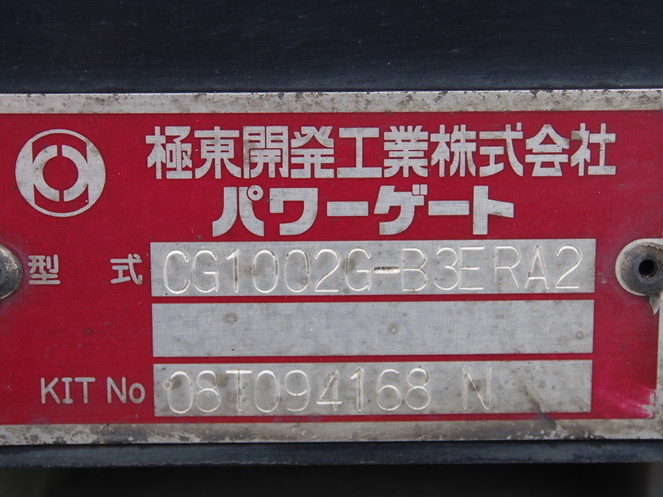 極東開発工業株式会社
パワーゲート
型 式 CG1002G-B3ERA2
KIT No 08T094168 N